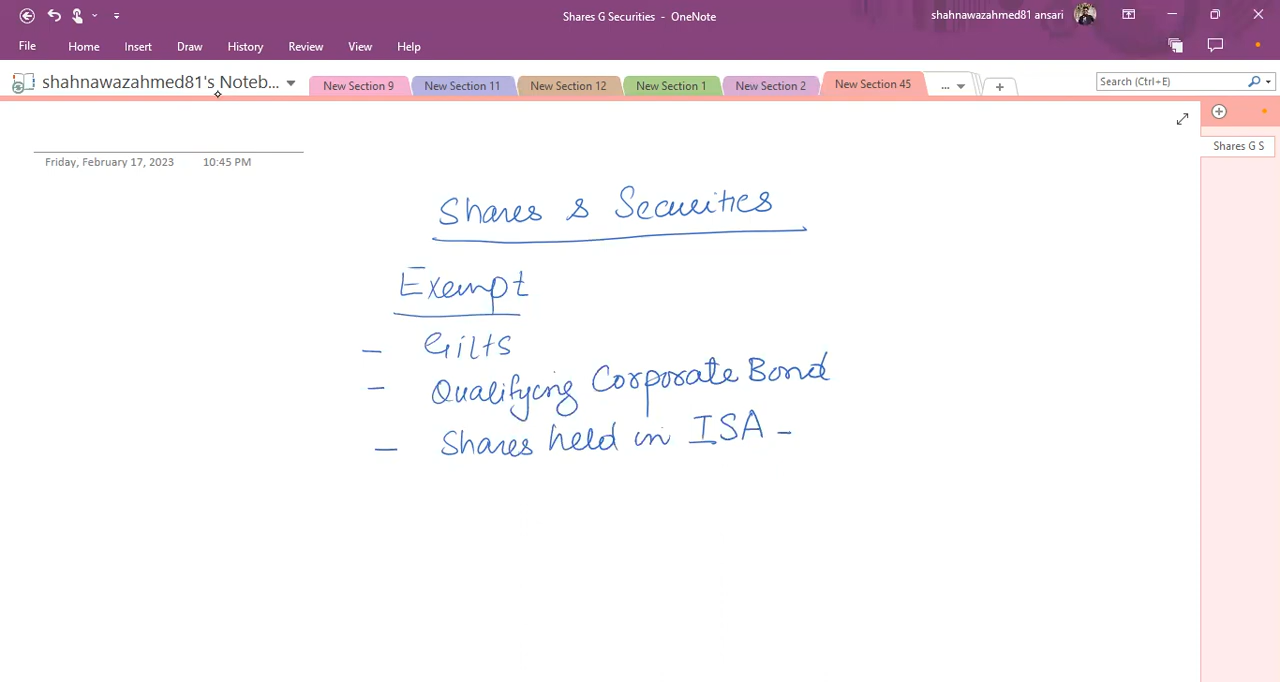 Shares G Securities - OneNote
shahnawazahmed81 ansari
File Home Insert Draw History Review View Help
shahnawazahmed81's Noteb... New Section 9 New Section 11 New Section 12 New Section 1 New Section 2 New Section 45 ... + Search (Ctrl+E)
Shares G S
Friday, February 17, 2023 10:45 PM
Shares & Securities
Exempt
- Gilts
- Qualifying Corporate Bond
- Shares held in ISA -